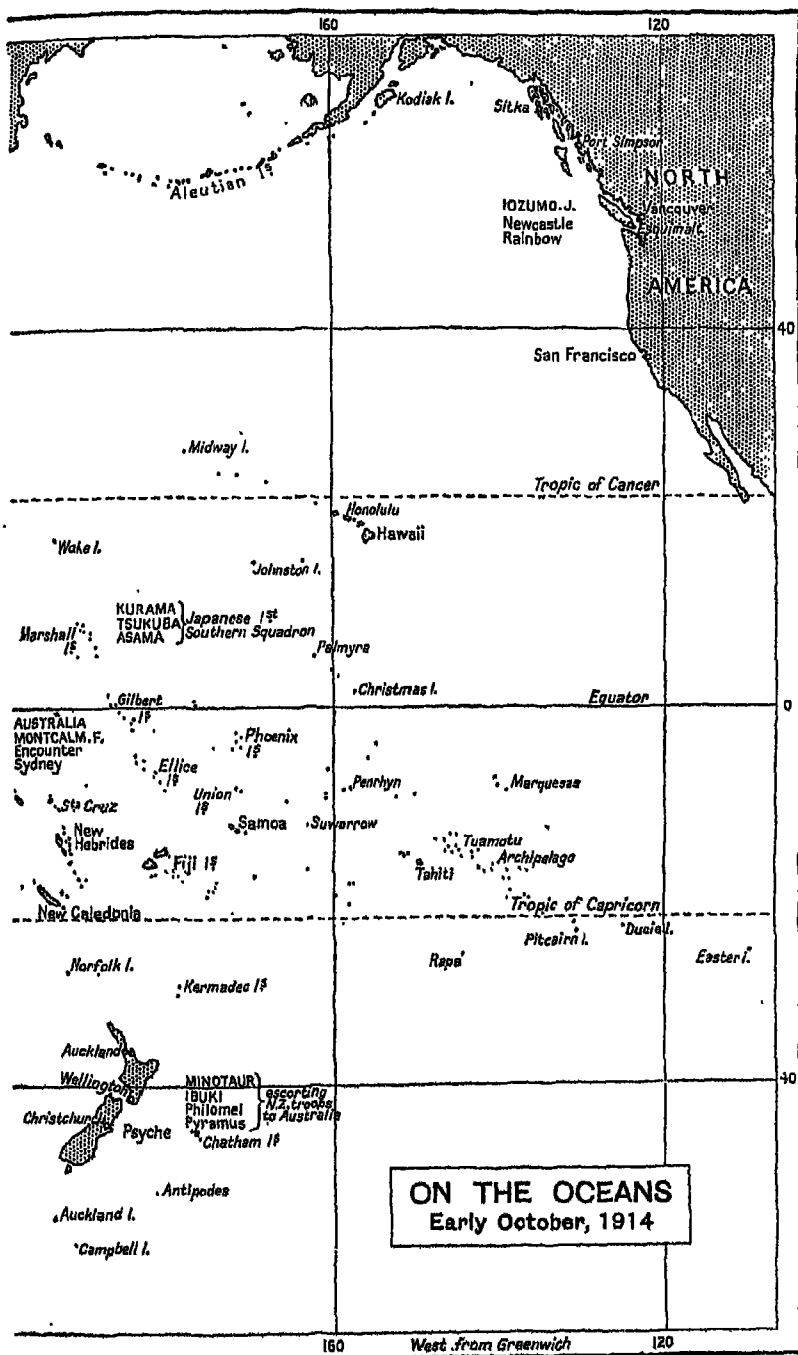 160 120
Kodiak I.
Sitka
Port Simpson
Aleutian Is
NORTH
IOZUMO. J.
Newcastle
Rainbow
Vancouver
Esquimalt
AMERICA
40
San Francisco
Midway I.
Tropic of Cancer
Honolulu
Hawaii
Wake I.
Johnston I.
KURAMA
TSUKUBA
ASAMA
Japanese 1st
Southern Squadron
Marshall
Is
Palmyra
Christmas I.
Gilbert
Is
Equator
0
AUSTRALIA
MONTCALM. F.
Encounter
Sydney
Phoenix
Is
Ellice
Is
Union
Is
Penrhyn
Marquesas
Sta Cruz
New
Hebrides
Samoa
Suwarrow
Fiji Is
Tuamotu
Archipelago
Tahiti
New Caledonia
Tropic of Capricorn
Pitcairn I.
Ducie I.
Rapa
Easter I.
Norfolk I.
Kermadec Is
Auckland
Wellington
Christchurch
Psyche
MINOTAUR
IBUKI
Philomel
Pyramus
escorting
N.Z. troops
to Australia
40
Chatham Is
Antipodes
Auckland I.
Campbell I.
ON THE OCEANS
Early October, 1914
160 West from Greenwich 120